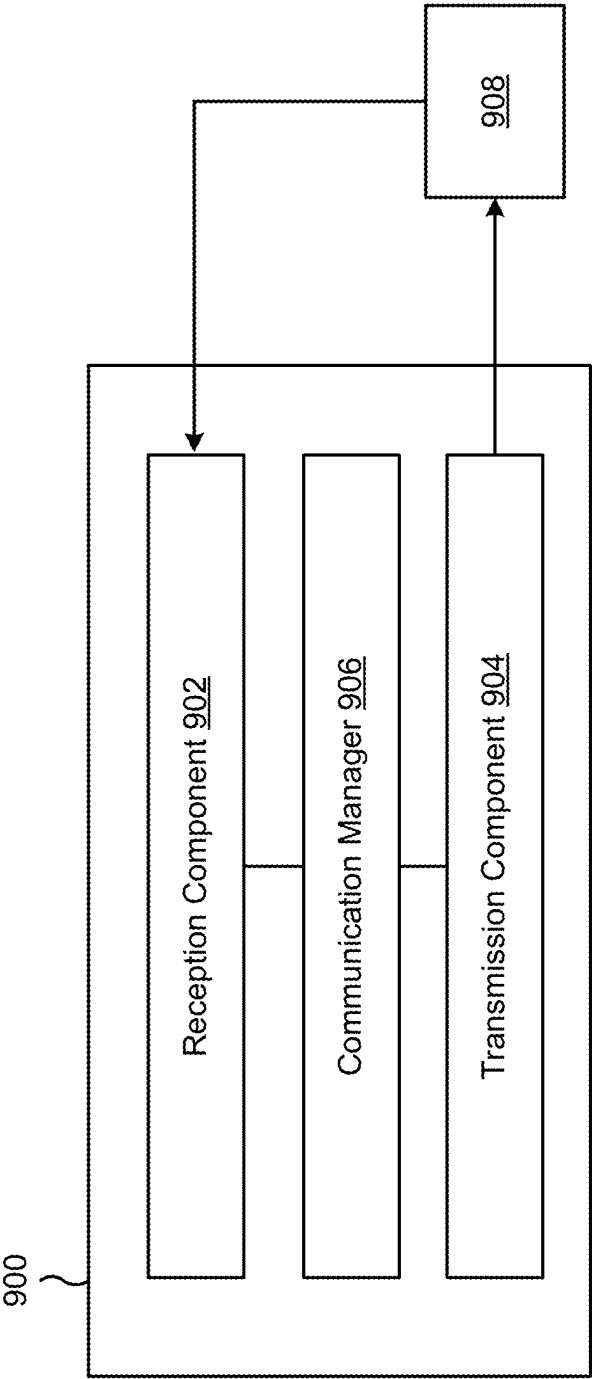 900
Reception Component 902
Communication Manager 906
Transmission Component 904
908